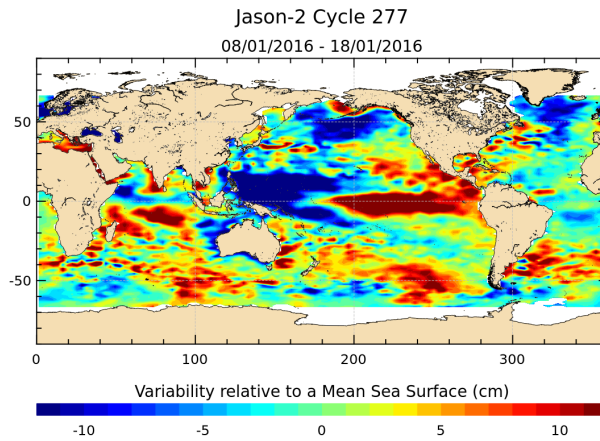 Jason-2 Cycle 277
08/01/2016 - 18/01/2016
50
0
-50
0 100 200 300
Variability relative to a Mean Sea Surface (cm)
-10 -5 0 5 10